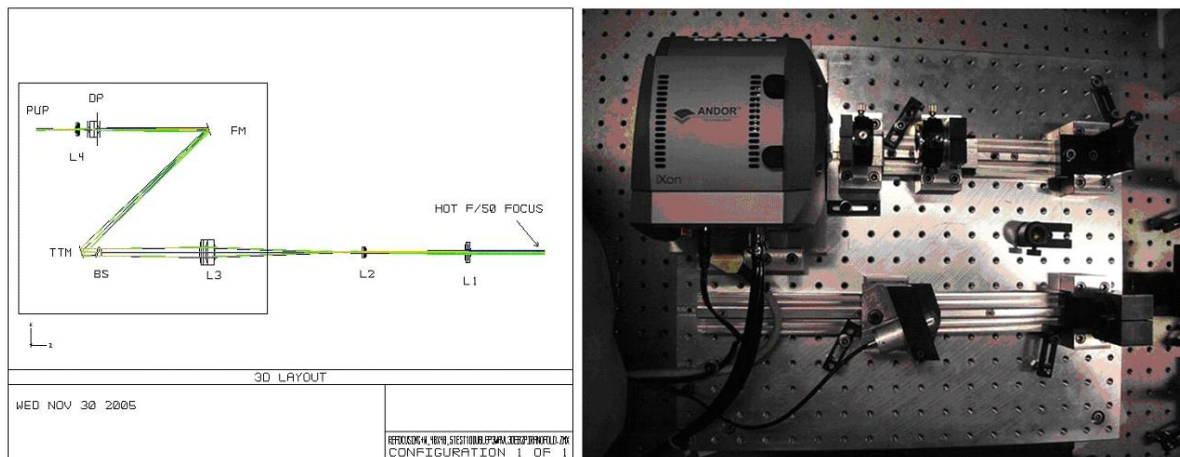 PUP
DP
L4
FM
HOT F/50 FOCUS
TTM
BS
L3
L2
L1
3D LAYOUT
WED NOV 30 2005
CONFIGURATION 1 OF 1
ANDOR
iXon